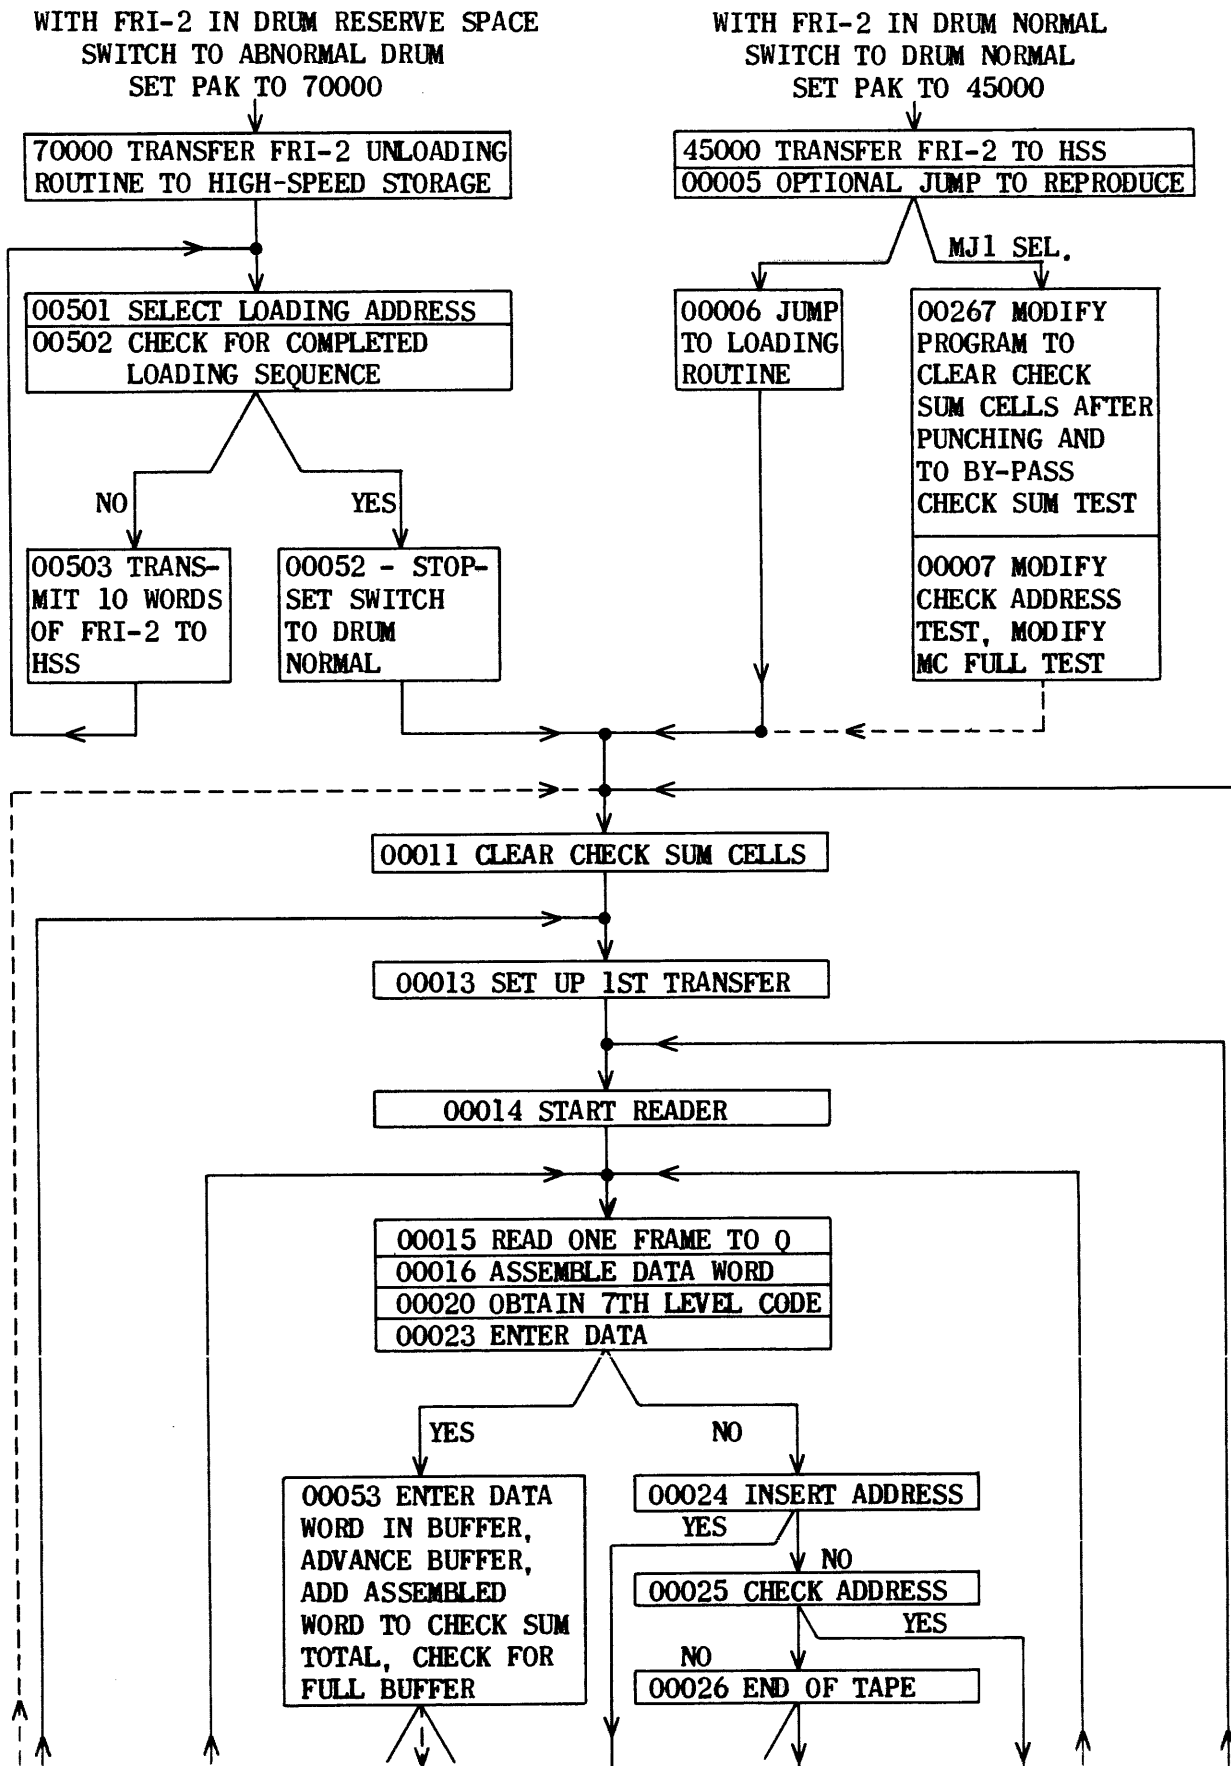 WITH FRI-2 IN DRUM RESERVE SPACE
SWITCH TO ABNORMAL DRUM
SET PAK TO 70000
WITH FRI-2 IN DRUM NORMAL
SWITCH TO DRUM NORMAL
SET PAK TO 45000
70000 TRANSFER FRI-2 UNLOADING
ROUTINE TO HIGH-SPEED STORAGE
45000 TRANSFER FRI-2 TO HSS
00005 OPTIONAL JUMP TO REPRODUCE
MJ1 SEL.
00501 SELECT LOADING ADDRESS
00502 CHECK FOR COMPLETED
LOADING SEQUENCE
00006 JUMP
TO LOADING
ROUTINE
00267 MODIFY
PROGRAM TO
CLEAR CHECK
SUM CELLS AFTER
PUNCHING AND
TO BY-PASS
CHECK SUM TEST
NO
YES
00503 TRANS-
MIT 10 WORDS
OF FRI-2 TO
HSS
00052 - STOP-
SET SWITCH
TO DRUM
NORMAL
00007 MODIFY
CHECK ADDRESS
TEST, MODIFY
MC FULL TEST
00011 CLEAR CHECK SUM CELLS
00013 SET UP 1ST TRANSFER
00014 START READER
00015 READ ONE FRAME TO Q
00016 ASSEMBLE DATA WORD
00020 OBTAIN 7TH LEVEL CODE
00023 ENTER DATA
YES
NO
00053 ENTER DATA
WORD IN BUFFER,
ADVANCE BUFFER,
ADD ASSEMBLED
WORD TO CHECK SUM
TOTAL, CHECK FOR
FULL BUFFER
00024 INSERT ADDRESS
YES
NO
00025 CHECK ADDRESS
YES
NO
00026 END OF TAPE